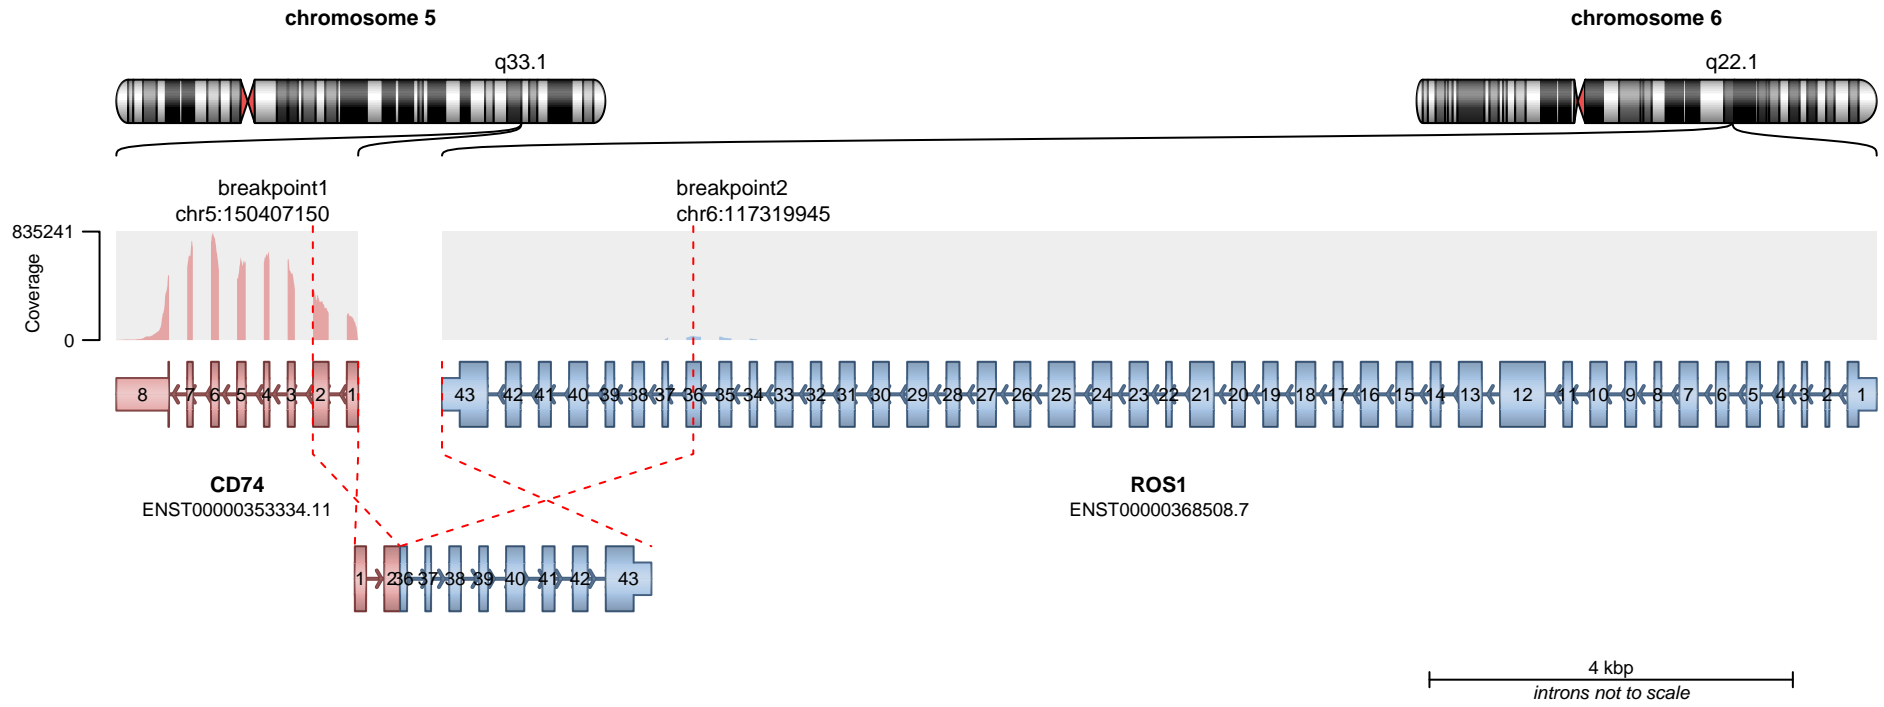 chromosome 5
chromosome 6
q33.1
q22.1
breakpoint1
chr5:150407150
breakpoint2
chr6:117319945
835241
Coverage
0
8 7 6 5 4 3 2 1
43 42 41 40 39 38 37 36 35 34 33 32 31 30 29 28 27 26 25 24 23 22 21 20 19 18 17 16 15 14 13 12 11 10 9 8 7 6 5 4 3 2 1
CD74
ENST00000353334.11
ROS1
ENST00000368508.7
1 2 36 37 38 39 40 41 42 43
4 kbp
introns not to scale